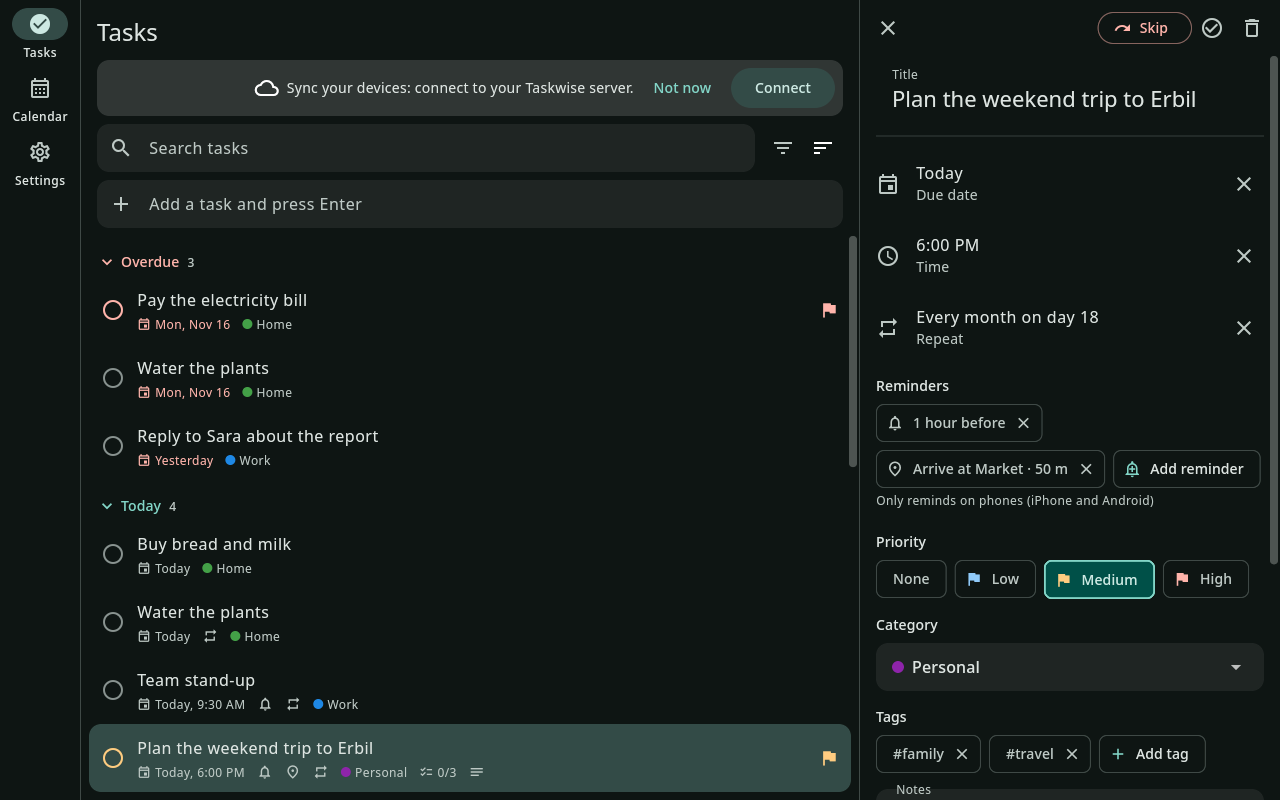 Tasks
Calendar
Settings
Tasks
Sync your devices: connect to your Taskwise server.
Not now
Connect
Search tasks
Add a task and press Enter
Overdue 3
Pay the electricity bill
Mon, Nov 16 Home
Water the plants
Mon, Nov 16 Home
Reply to Sara about the report
Yesterday Work
Today 4
Buy bread and milk
Today Home
Water the plants
Today Home
Team stand-up
Today, 9:30 AM Work
Plan the weekend trip to Erbil
Today, 6:00 PM Personal 0/3
Skip
Title
Plan the weekend trip to Erbil
Today
Due date
6:00 PM
Time
Every month on day 18
Repeat
Reminders
1 hour before
Arrive at Market · 50 m
Add reminder
Only reminds on phones (iPhone and Android)
Priority
None Low Medium High
Category
Personal
Tags
#family #travel Add tag
Notes